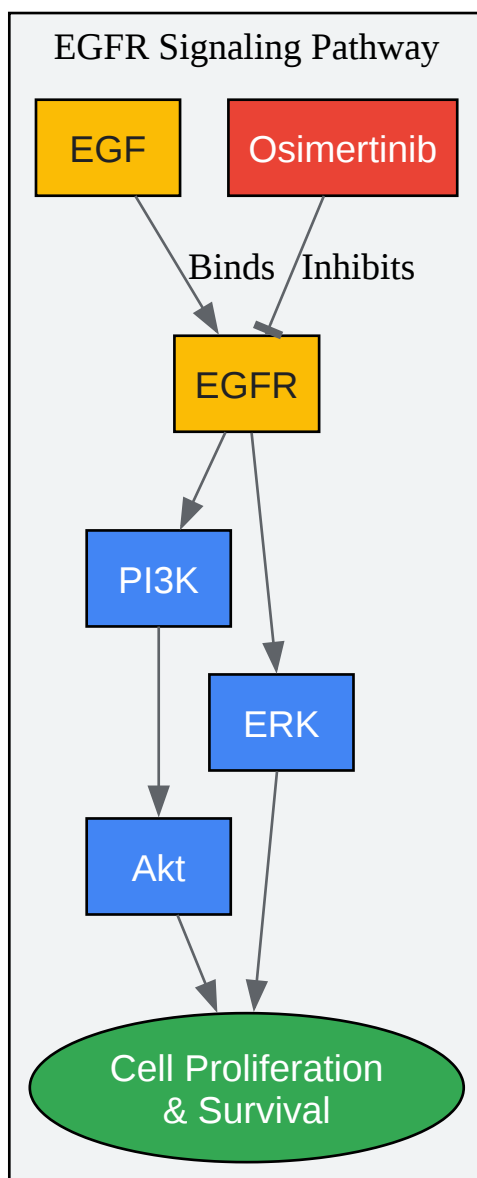 EGFR Signaling Pathway
EGF
Osimertinib
Binds
Inhibits
EGFR
PI3K
ERK
Akt
Cell Proliferation
& Survival